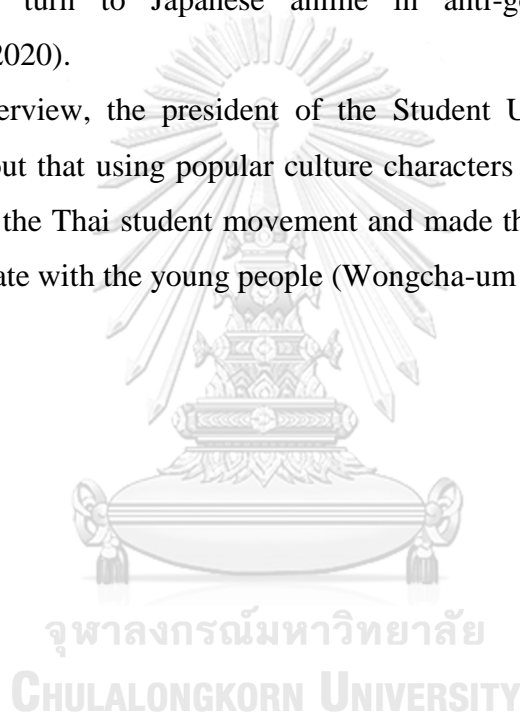 turn to Japanese anime in anti-go
2020).
erview, the president of the Student U
out that using popular culture characters
the Thai student movement and made th
ate with the young people (Wongcha-um
จุฬาลงกรณ์มหาวิทยาลัย
CHULALONGKORN UNIVERSITY